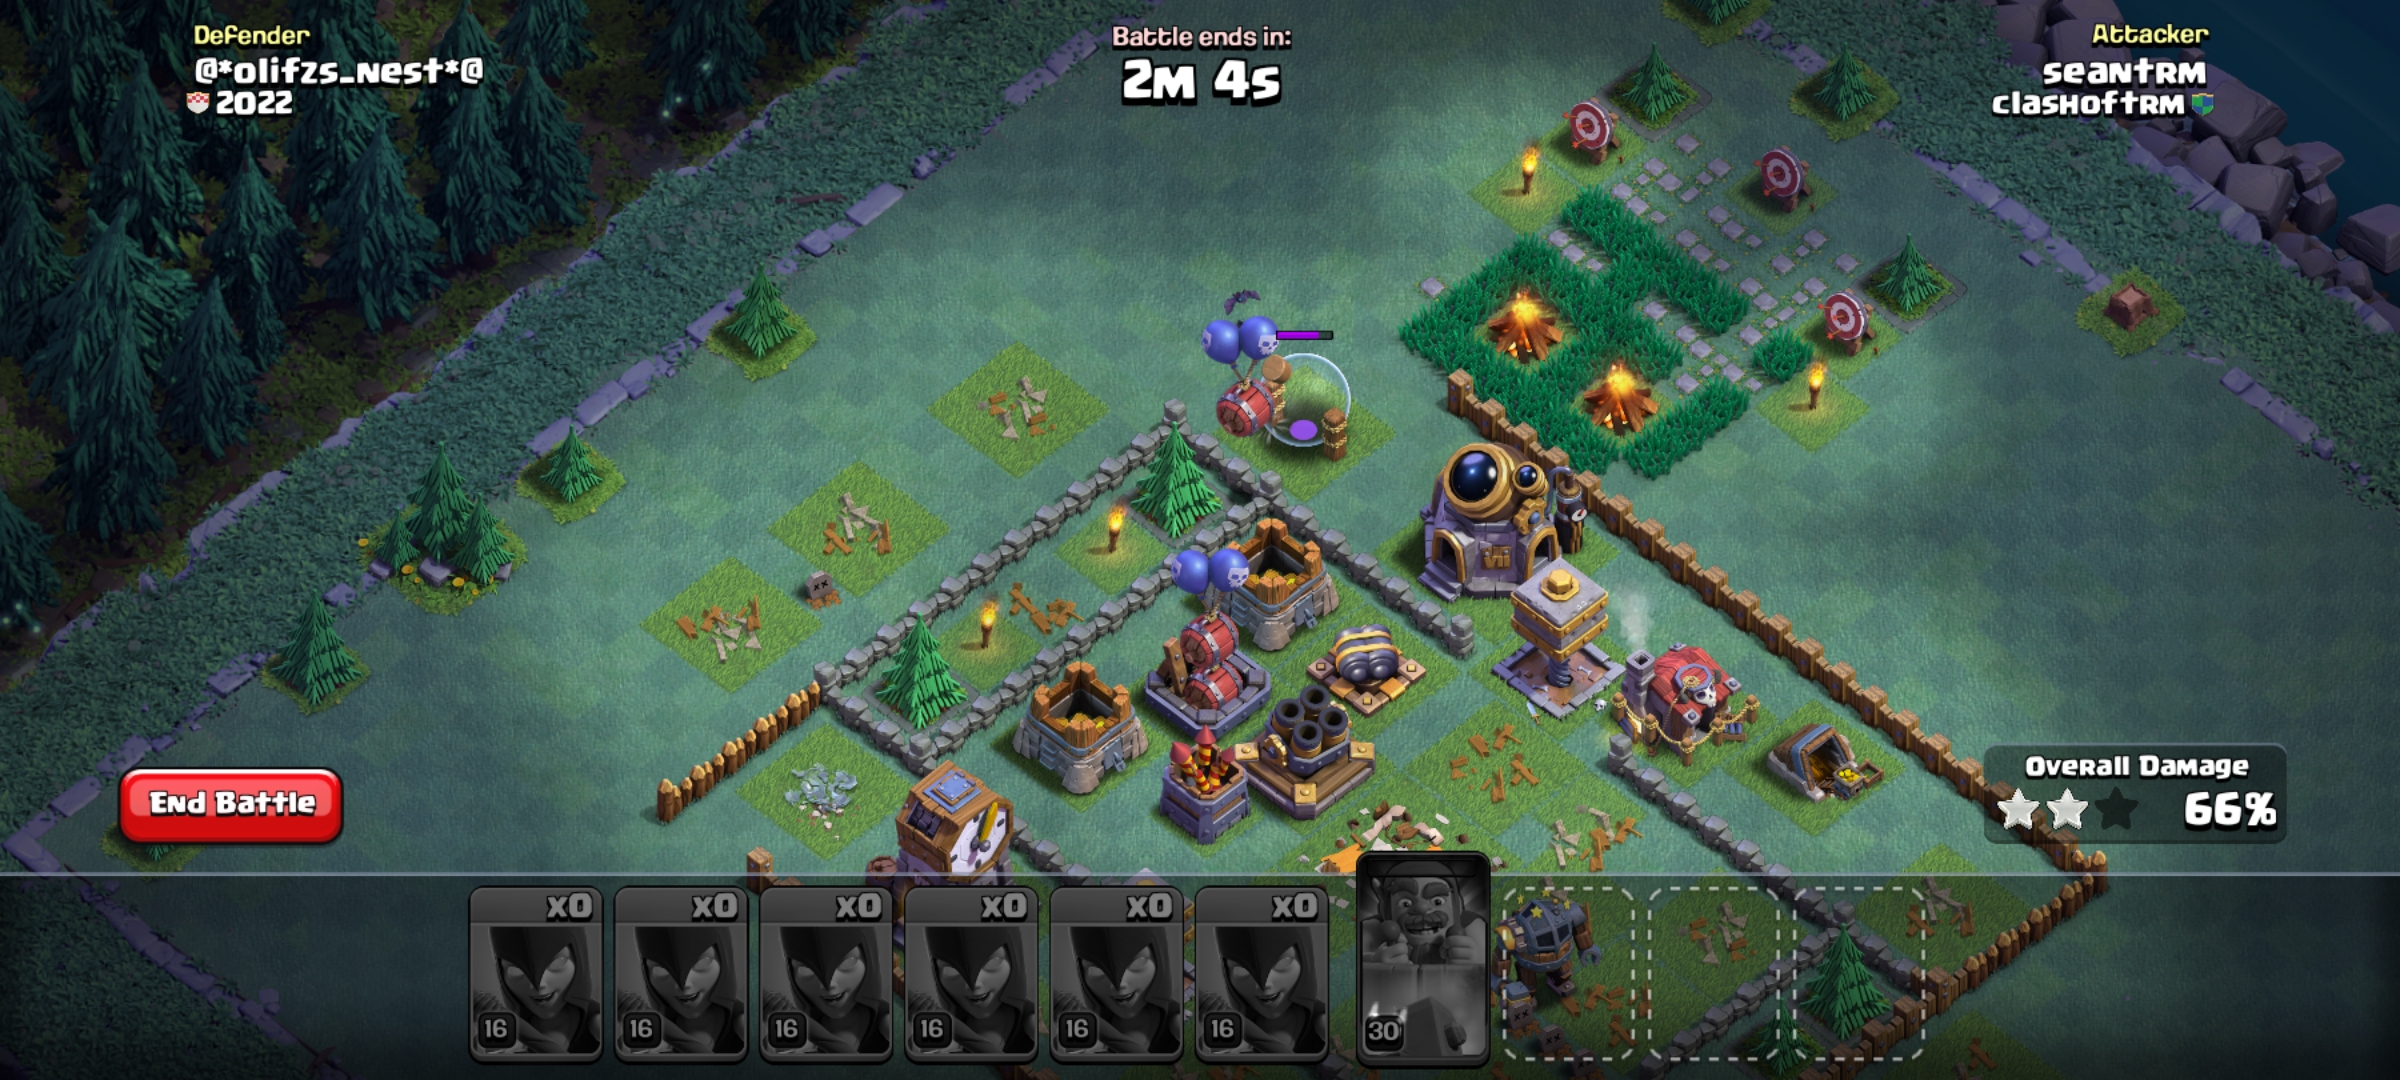 Defender
@*olifzs_nest*@
2022
Battle ends in:
2M 4S
Attacker
seantRM
clashoftRM
VII
End Battle
Overall Damage
66%
x0
x0
x0
x0
x0
x0
16
16
16
16
16
16
30